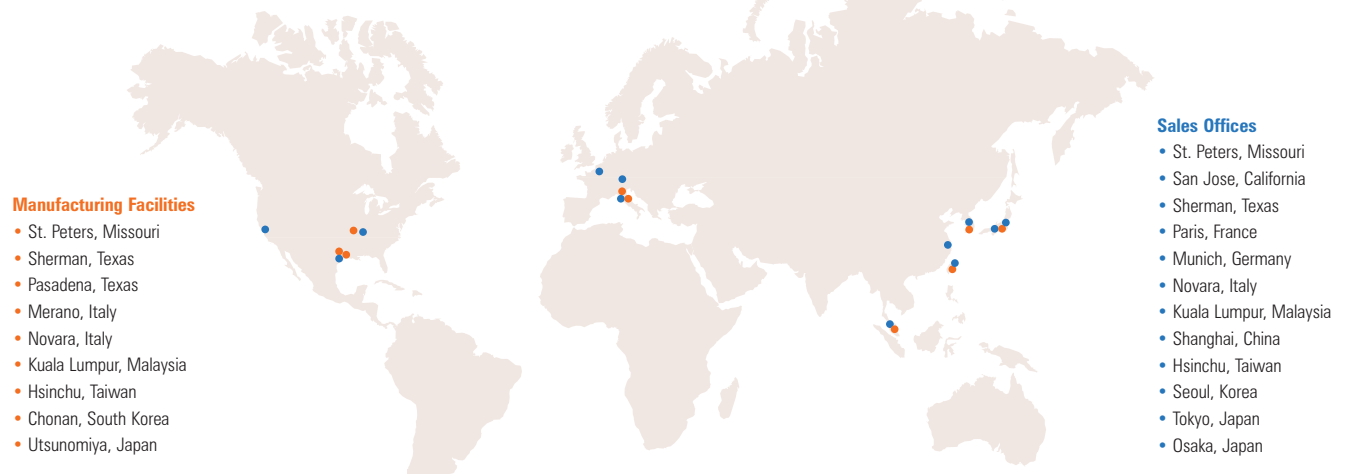 Manufacturing Facilities
• St. Peters, Missouri
• Sherman, Texas
• Pasadena, Texas
• Merano, Italy
• Novara, Italy
• Kuala Lumpur, Malaysia
• Hsinchu, Taiwan
• Chonan, South Korea
• Utsunomiya, Japan
Sales Offices
• St. Peters, Missouri
• San Jose, California
• Sherman, Texas
• Paris, France
• Munich, Germany
• Novara, Italy
• Kuala Lumpur, Malaysia
• Shanghai, China
• Hsinchu, Taiwan
• Seoul, Korea
• Tokyo, Japan
• Osaka, Japan